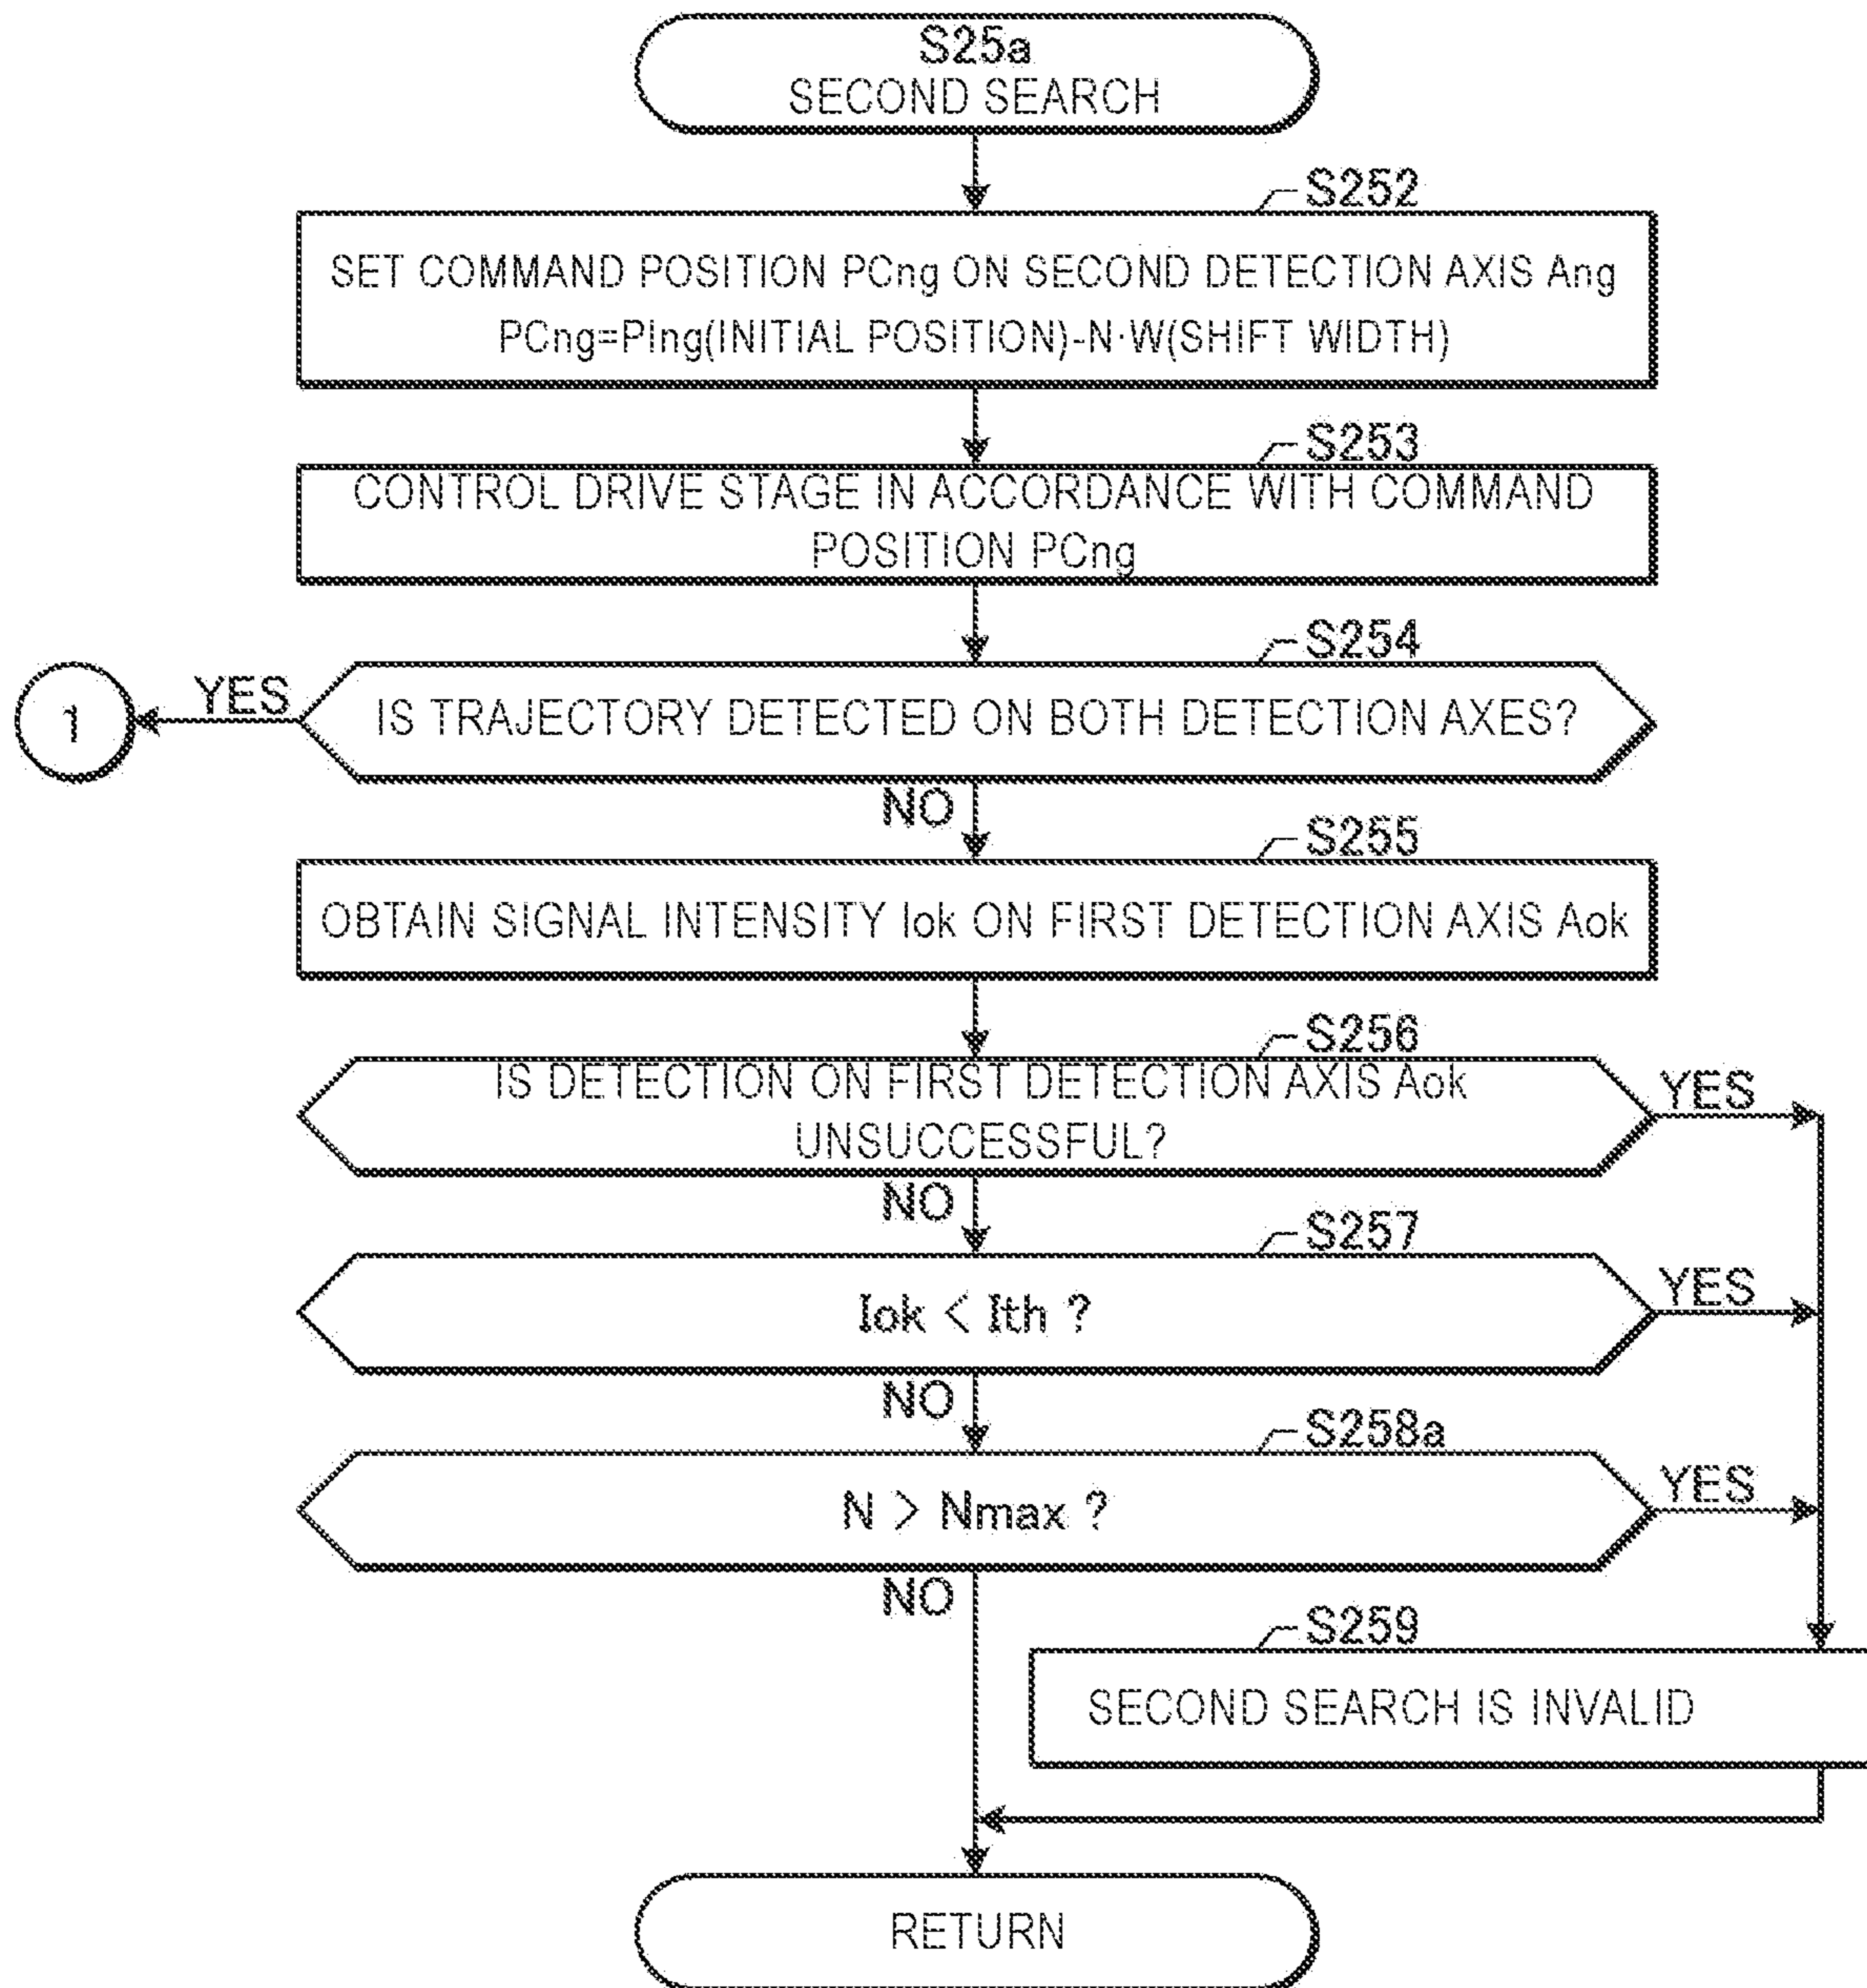 S25a
SECOND SEARCH
S252
SET COMMAND POSITION PCng ON SECOND DETECTION AXIS Ang
PCng=PIng(INITIAL POSITION)-N·W(SHIFT WIDTH)
S253
CONTROL DRIVE STAGE IN ACCORDANCE WITH COMMAND
POSITION PCng
S254
1
YES
IS TRAJECTORY DETECTED ON BOTH DETECTION AXES?
NO
S255
OBTAIN SIGNAL INTENSITY Iok ON FIRST DETECTION AXIS Aok
S256
IS DETECTION ON FIRST DETECTION AXIS Aok
UNSUCCESSFUL?
YES
NO
S257
Iok < Ith ?
YES
NO
S258a
N > Nmax ?
YES
NO
S259
SECOND SEARCH IS INVALID
RETURN